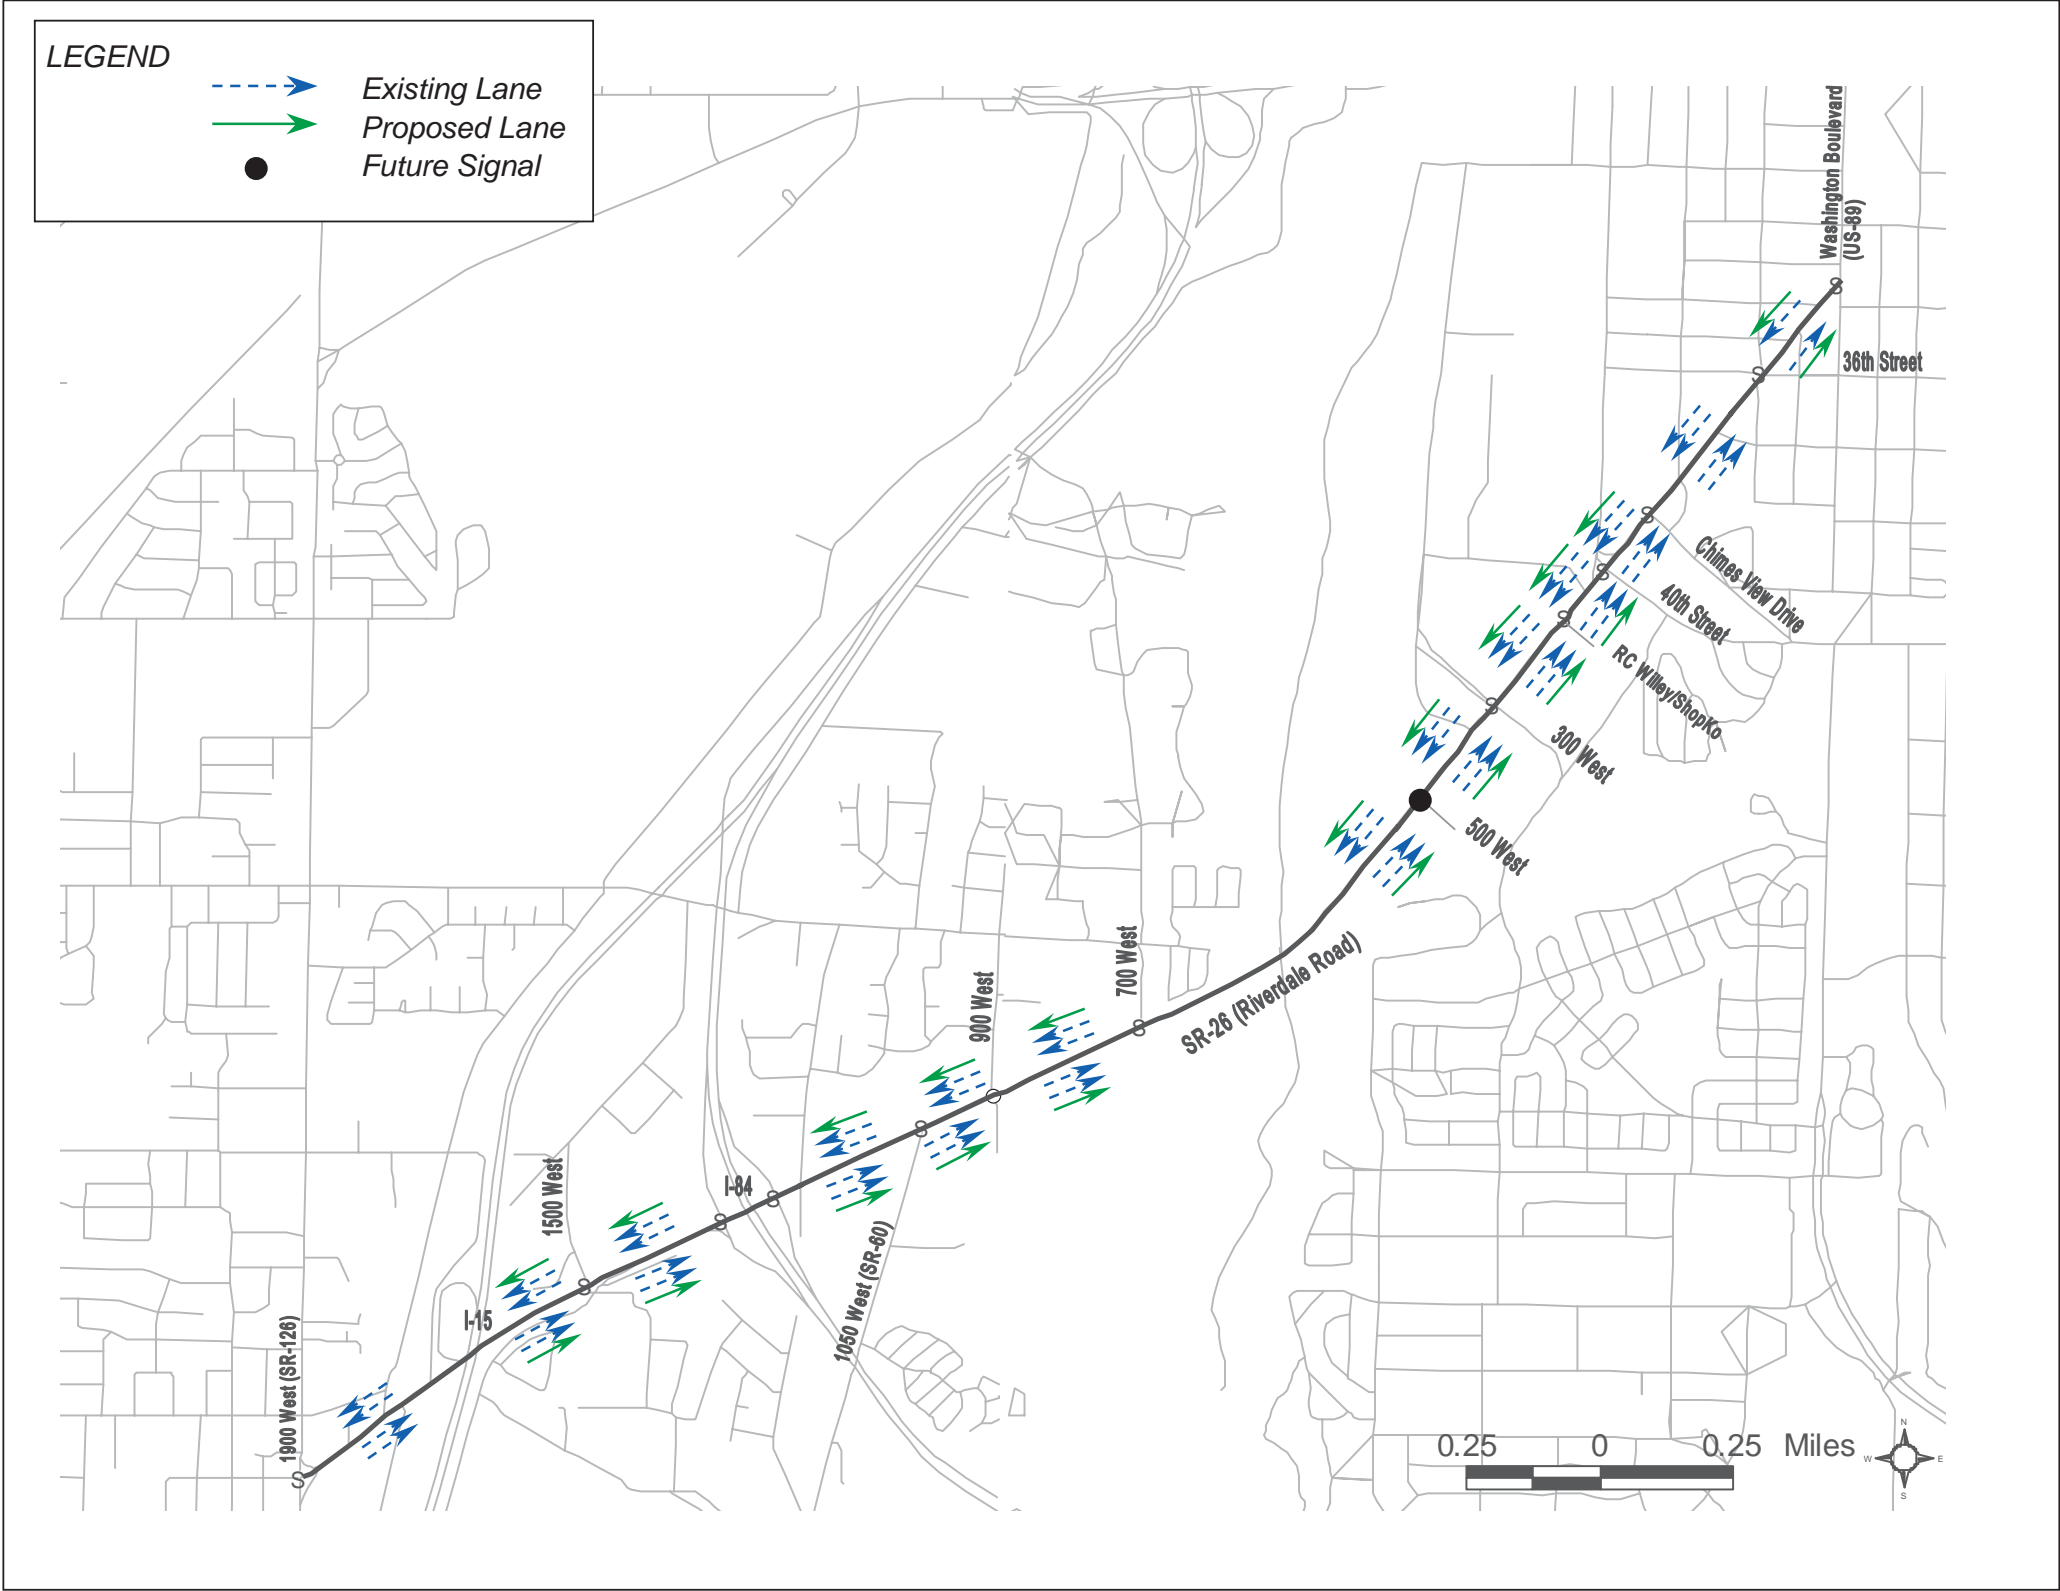 LEGEND
Existing Lane
Proposed Lane
Future Signal
Washington Boulevard
(US-89)
S
36th Street
S
S
Chimes View Drive
S
40th Street
S
RC Willey/ShopKo
S
300 West
500 West
700 West
S
SR-26 (Riverdale Road)
900 West
S
I-84
S
S
1500 West
S
1050 West (SR-60)
I-15
1900 West (SR-126)
S
0.25 0 0.25 Miles
N
W E
S